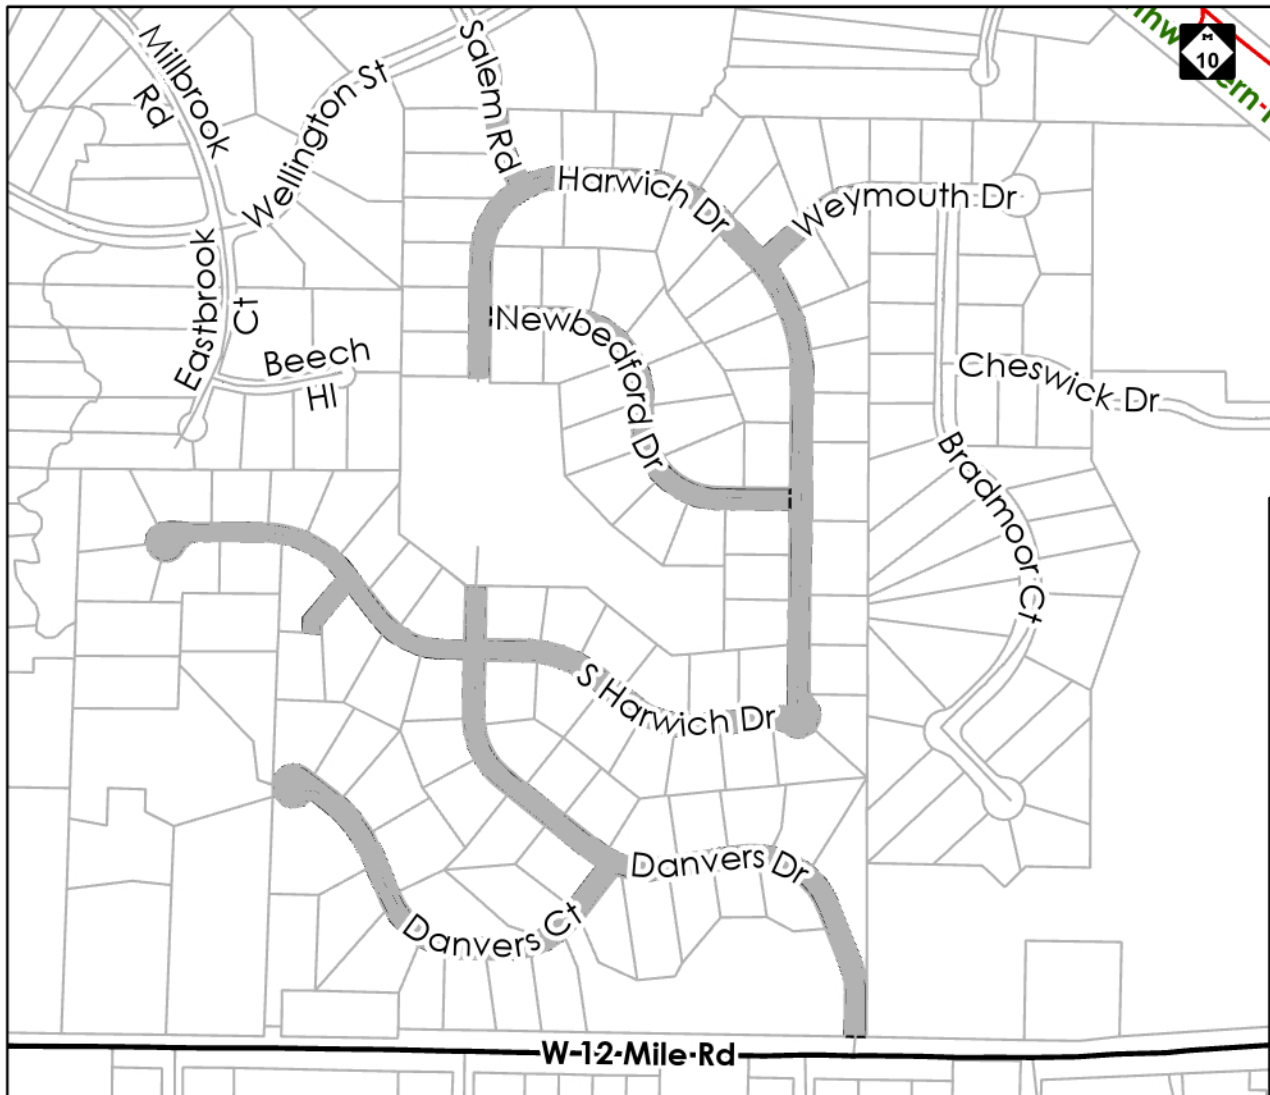 Millbrook
Rd
Wellington St
Salem Rd
M
10
Harwich Dr
Weymouth Dr
Eastbrook
Ct
Beech
Hl
Newbedford Dr
Cheswick Dr
Bradmoor Ct
S Harwich Dr
Danvers Dr
Danvers Ct
W 12 Mile Rd